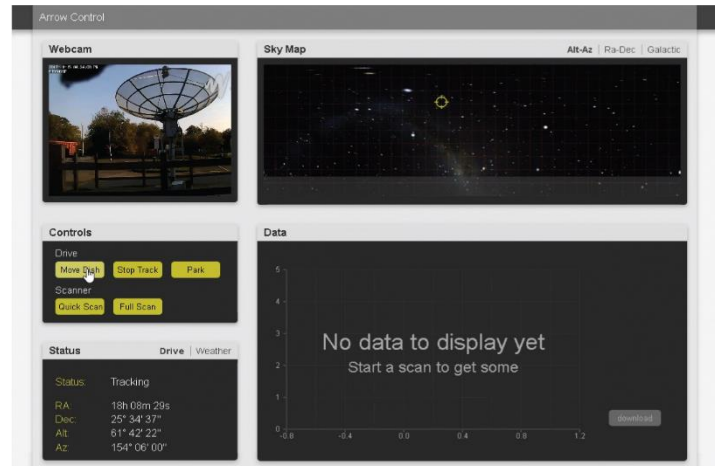 Arrow Control
Webcam
Sky Map
Alt-Az | Ra-Dec | Galactic
Controls
Drive
Move Dish
Stop Track
Park
Scanner
Quick Scan
Full Scan
Data
5
4
3
2
1
0
-0.8
-0.4
0.0
0.4
0.8
1.2
No data to display yet
Start a scan to get some
download
Status
Drive | Weather
Status: Tracking
RA: 18h 08m 29s
Dec: 25° 34' 37"
Alt: 61° 42' 22"
Az: 154° 06' 00"